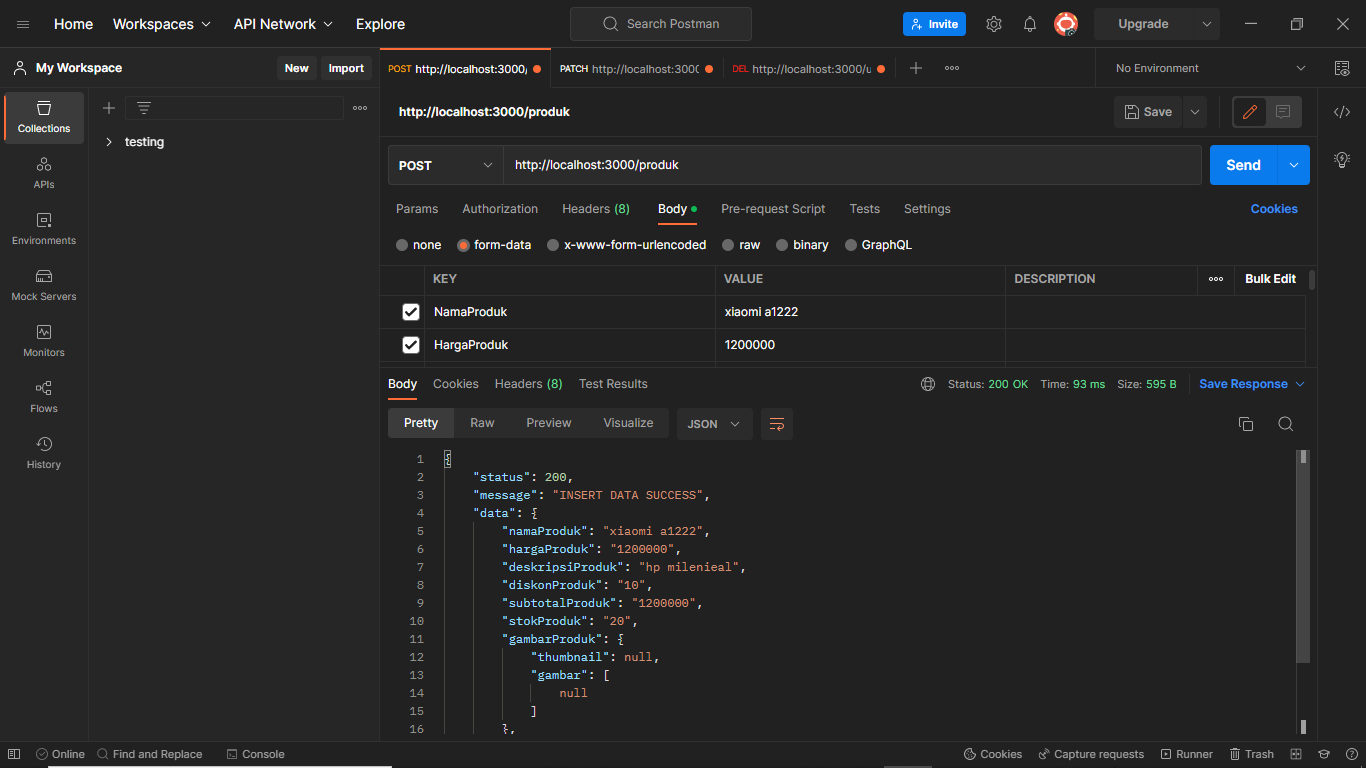 Home Workspaces API Network Explore Search Postman Invite Upgrade
My Workspace New Import POST http://localhost:3000/ PATCH http://localhost:300 DEL http://localhost:3000/u No Environment
http://localhost:3000/produk Save
Collections
testing
APIs
Environments
Mock Servers
Monitors
Flows
History
POST http://localhost:3000/produk Send
Params Authorization Headers (8) Body Pre-request Script Tests Settings Cookies
none form-data x-www-form-urlencoded raw binary GraphQL
KEY VALUE DESCRIPTION Bulk Edit
NamaProduk xiaomi a1222
HargaProduk 1200000
Body Cookies Headers (8) Test Results Status: 200 OK Time: 93 ms Size: 595 B Save Response
Pretty Raw Preview Visualize JSON
1 {
2 "status": 200,
3 "message": "INSERT DATA SUCCESS",
4 "data": {
5 "namaProduk": "xiaomi a1222",
6 "hargaProduk": "1200000",
7 "deskripsiProduk": "hp milenieal",
8 "diskonProduk": "10",
9 "subtotalProduk": "1200000",
10 "stokProduk": "20",
11 "gambarProduk": {
12 "thumbnail": null,
13 "gambar": [
14 null
15 ]
16 },
Online Find and Replace Console Cookies Capture requests Runner Trash